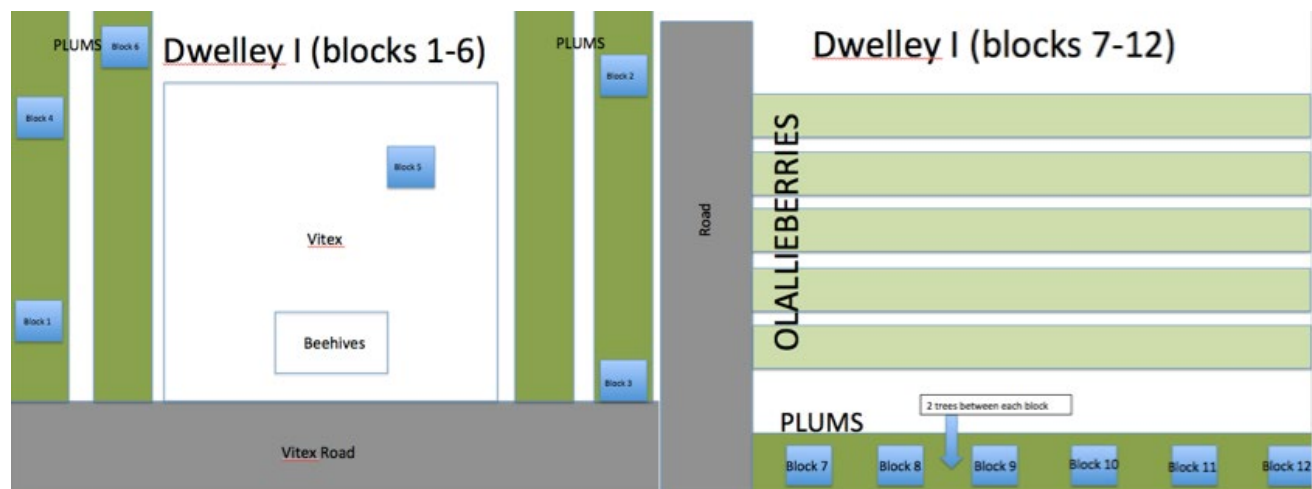 PLUMS
Block 6
Dwelley I (blocks 1-6)
PLUMS
Block 2
Block 4
Block 5
Vitex
Block 1
Beehives
Block 3
Vitex Road
Dwelley I (blocks 7-12)
Road
OLALLIEBERRIES
2 trees between each block
PLUMS
Block 7
Block 8
Block 9
Block 10
Block 11
Block 12